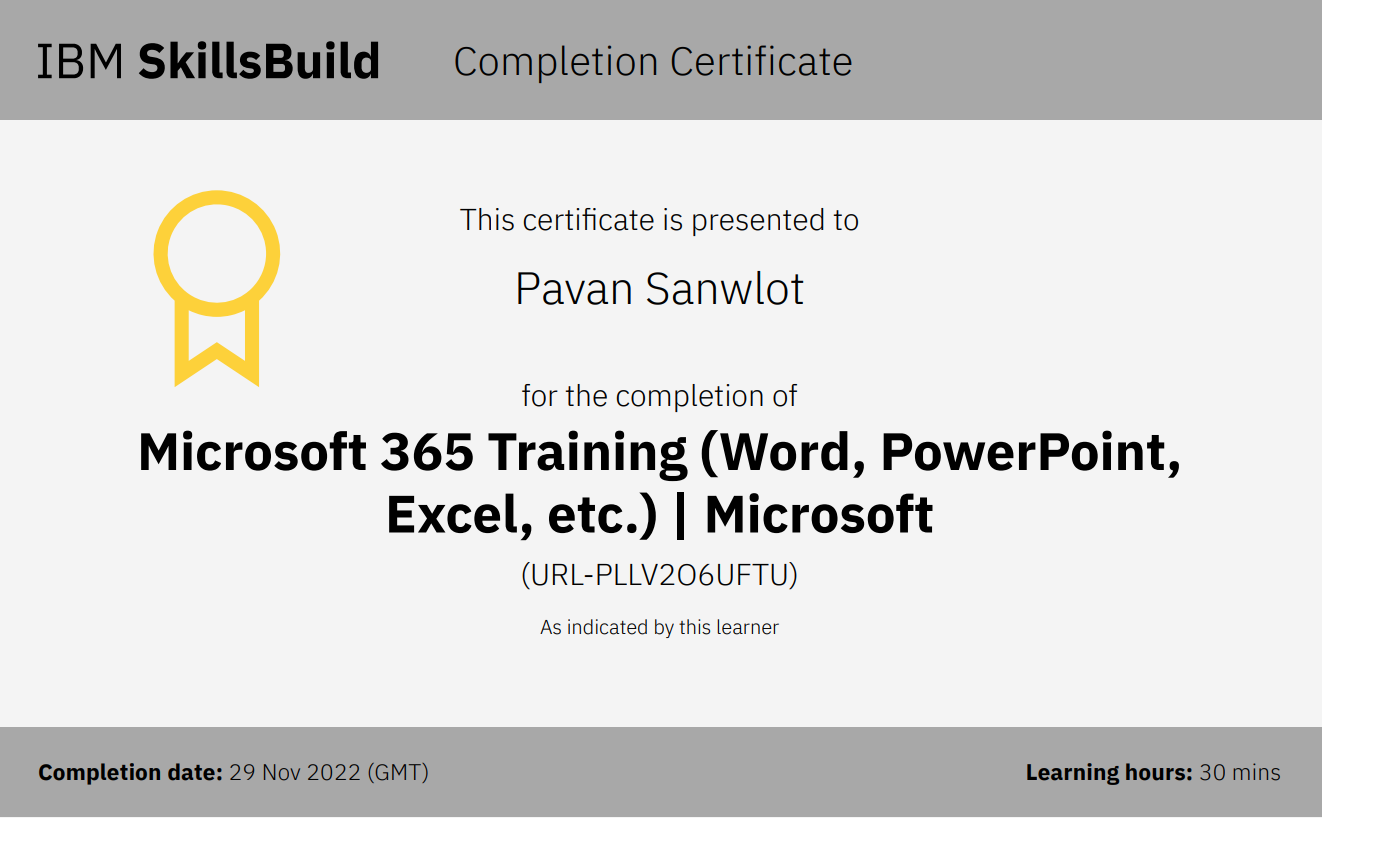 IBM SkillsBuild Completion Certificate
This certificate is presented to
Pavan Sanwlot
for the completion of
Microsoft 365 Training (Word, PowerPoint,
Excel, etc.) | Microsoft
(URL-PLLV2O6UFTU)
As indicated by this learner
Completion date: 29 Nov 2022 (GMT) Learning hours: 30 mins